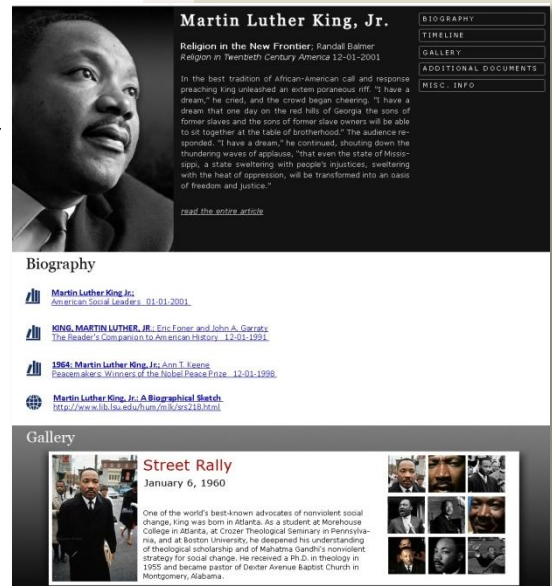 Martin Luther King, Jr.
Religion in the New Frontier; Randall Balmer
Religion in Twentieth Century America 12-01-2001
In the best tradition of African-American call and response
preaching King unleashed an extem poraneous riff. "I have a
dream," he cried, and the crowd began cheering. "I have a
dream that one day on the red hills of Georgia the sons of
former slaves and the sons of former slave owners will be able
to sit together at the table of brotherhood." The audience re-
sponded. "I have a dream," he continued, shouting down the
thundering waves of applause, "that even the state of Missis-
sippi, a state sweltering with people's injustices, sweltering
with the heat of oppression, will be transformed into an oasis
of freedom and justice."
read the entire article
BIOGRAPHY
TIMELINE
GALLERY
ADDITIONAL DOCUMENTS
MISC. INFO
Biography
Martin Luther King Jr.;
American Social Leaders 01-01-2001
KING, MARTIN LUTHER, JR.; Eric Foner and John A. Garraty
The Reader's Companion to American History 12-01-1991
1964: Martin Luther King, Jr.; Ann T. Keene
Peacemakers: Winners of the Nobel Peace Prize 12-01-1998
Martin Luther King, Jr.: A Biographical Sketch
http://www.lib.lsu.edu/hum/mlk/srs218.html
Gallery
Street Rally
January 6, 1960
One of the world's best-known advocates of nonviolent social
change, King was born in Atlanta. As a student at Morehouse
College in Atlanta, at Crozer Theological Seminary in Pennsylva-
nia, and at Boston University, he deepened his understanding
of theological scholarship and of Mahatma Gandhi's nonviolent
strategy for social change. He received a Ph.D. in theology in
1955 and became pastor of Dexter Avenue Baptist Church in
Montgomery, Alabama.